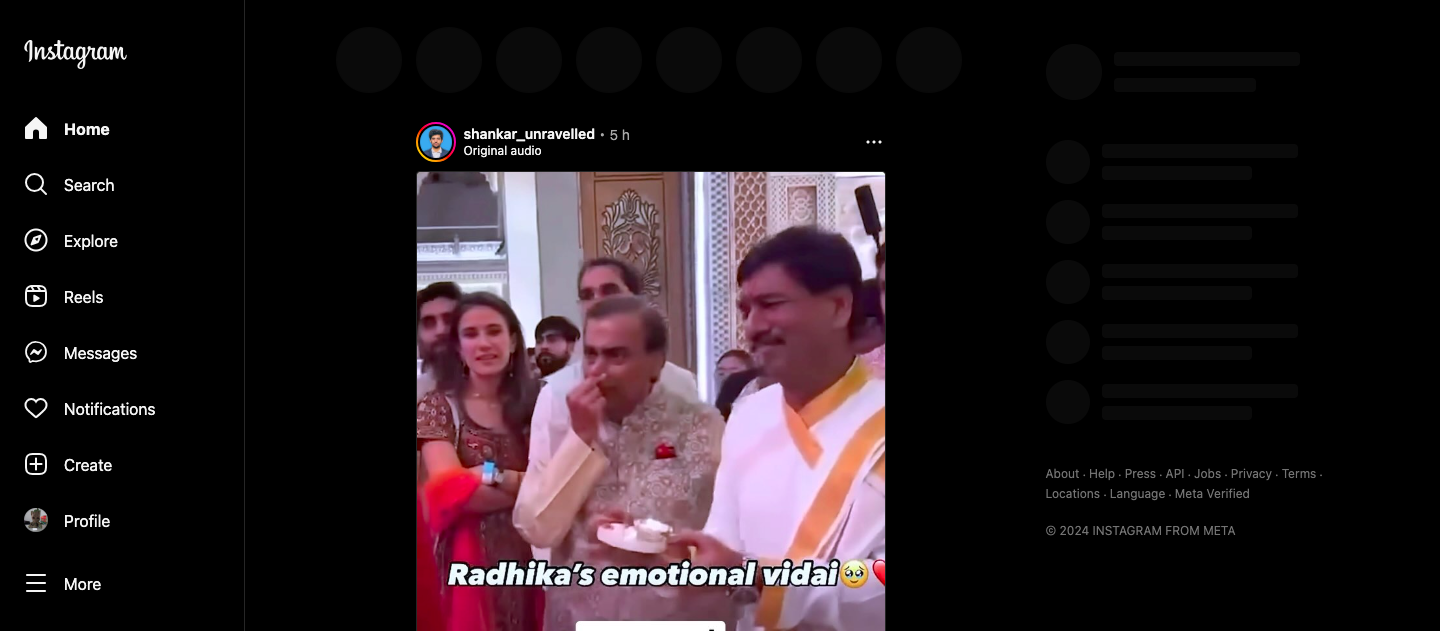 Instagram
Home
Search
Explore
Reels
Messages
Notifications
Create
Profile
More
shankar_unravelled • 5 h
Original audio
Radhika's emotional vidai🥹❤️
About · Help · Press · API · Jobs · Privacy · Terms ·
Locations · Language · Meta Verified
© 2024 INSTAGRAM FROM META